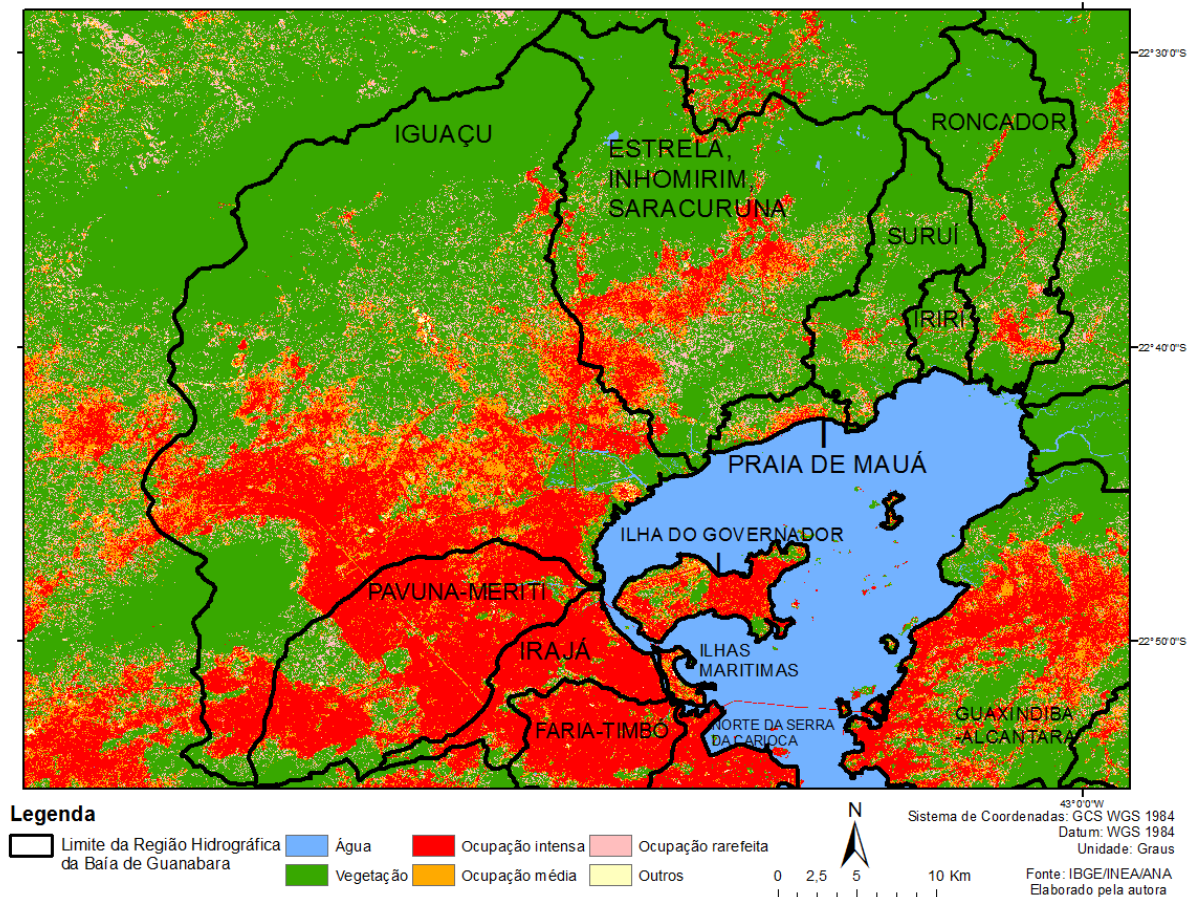 22°30'0"S
IGUAÇU
RONCADOR
ESTRELA,
INHOMIRIM,
SARACURUNA
SURUÍ
IRIRÍ
22°40'0"S
PRAIA DE MAUÁ
ILHA DO GOVERNADOR
PAVUNA-MERITÍ
22°50'0"S
IRAJÁ
ILHAS
MARITIMAS
FARIA-TIMBÓ
NORTE DA SERRA
DA CARIOCA
GUAXINDIBA
-ALCANTARA
43°0'0"W
Legenda
Limite da Região Hidrográfica
da Baía de Guanabara
Água
Vegetação
Ocupação intensa
Ocupação média
Ocupação rarefeita
Outros
N
0 2,5 5 10 Km
Sistema de Coordenadas: GCS WGS 1984
Datum: WGS 1984
Unidade: Graus
Fonte: IBGE/INEA/ANA
Elaborado pela autora